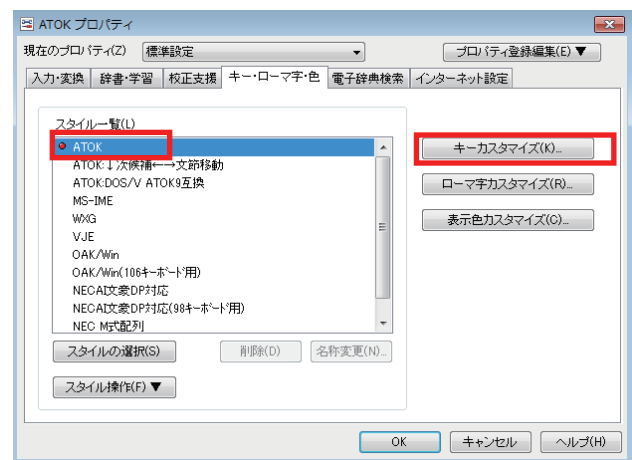 ATOK プロパティ
現在のプロパティ(Z) 標準設定 プロパティ登録編集(E)▼
入力・変換 辞書・学習 校正支援 キー・ローマ字・色 電子辞典検索 インターネット設定
スタイル一覧(L)
ATOK
ATOK:↓次候補←→文節移動
ATOK:DOS/V ATOK9互換
MS-IME
WXG
VJE
OAK/Win
OAK/Win(106キーボード用)
NECAI文豪DP対応
NECAI文豪DP対応(98キーボード用)
NEC M式配列
キーカスタマイズ(K)...
ローマ字カスタマイズ(R)...
表示色カスタマイズ(C)...
スタイルの選択(S) 削除(D) 名称変更(N)...
スタイル操作(F)▼
OK キャンセル ヘルプ(H)